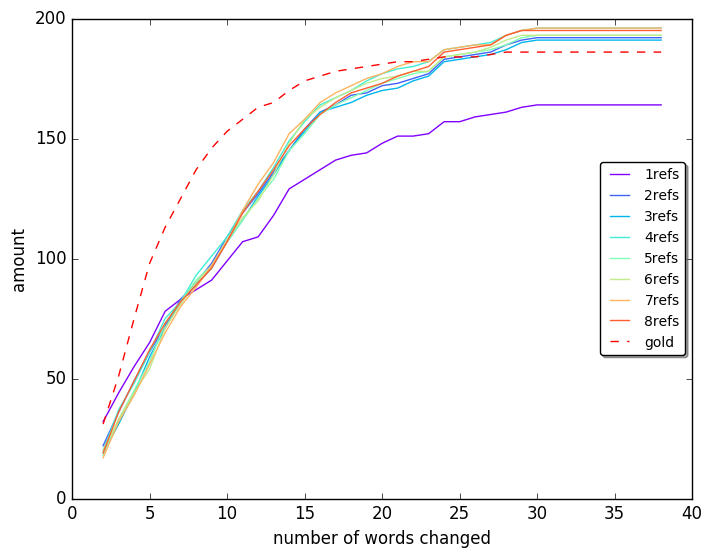 200
150
100
50
0
amount
0 5 10 15 20 25 30 35 40
number of words changed
1refs
2refs
3refs
4refs
5refs
6refs
7refs
8refs
gold